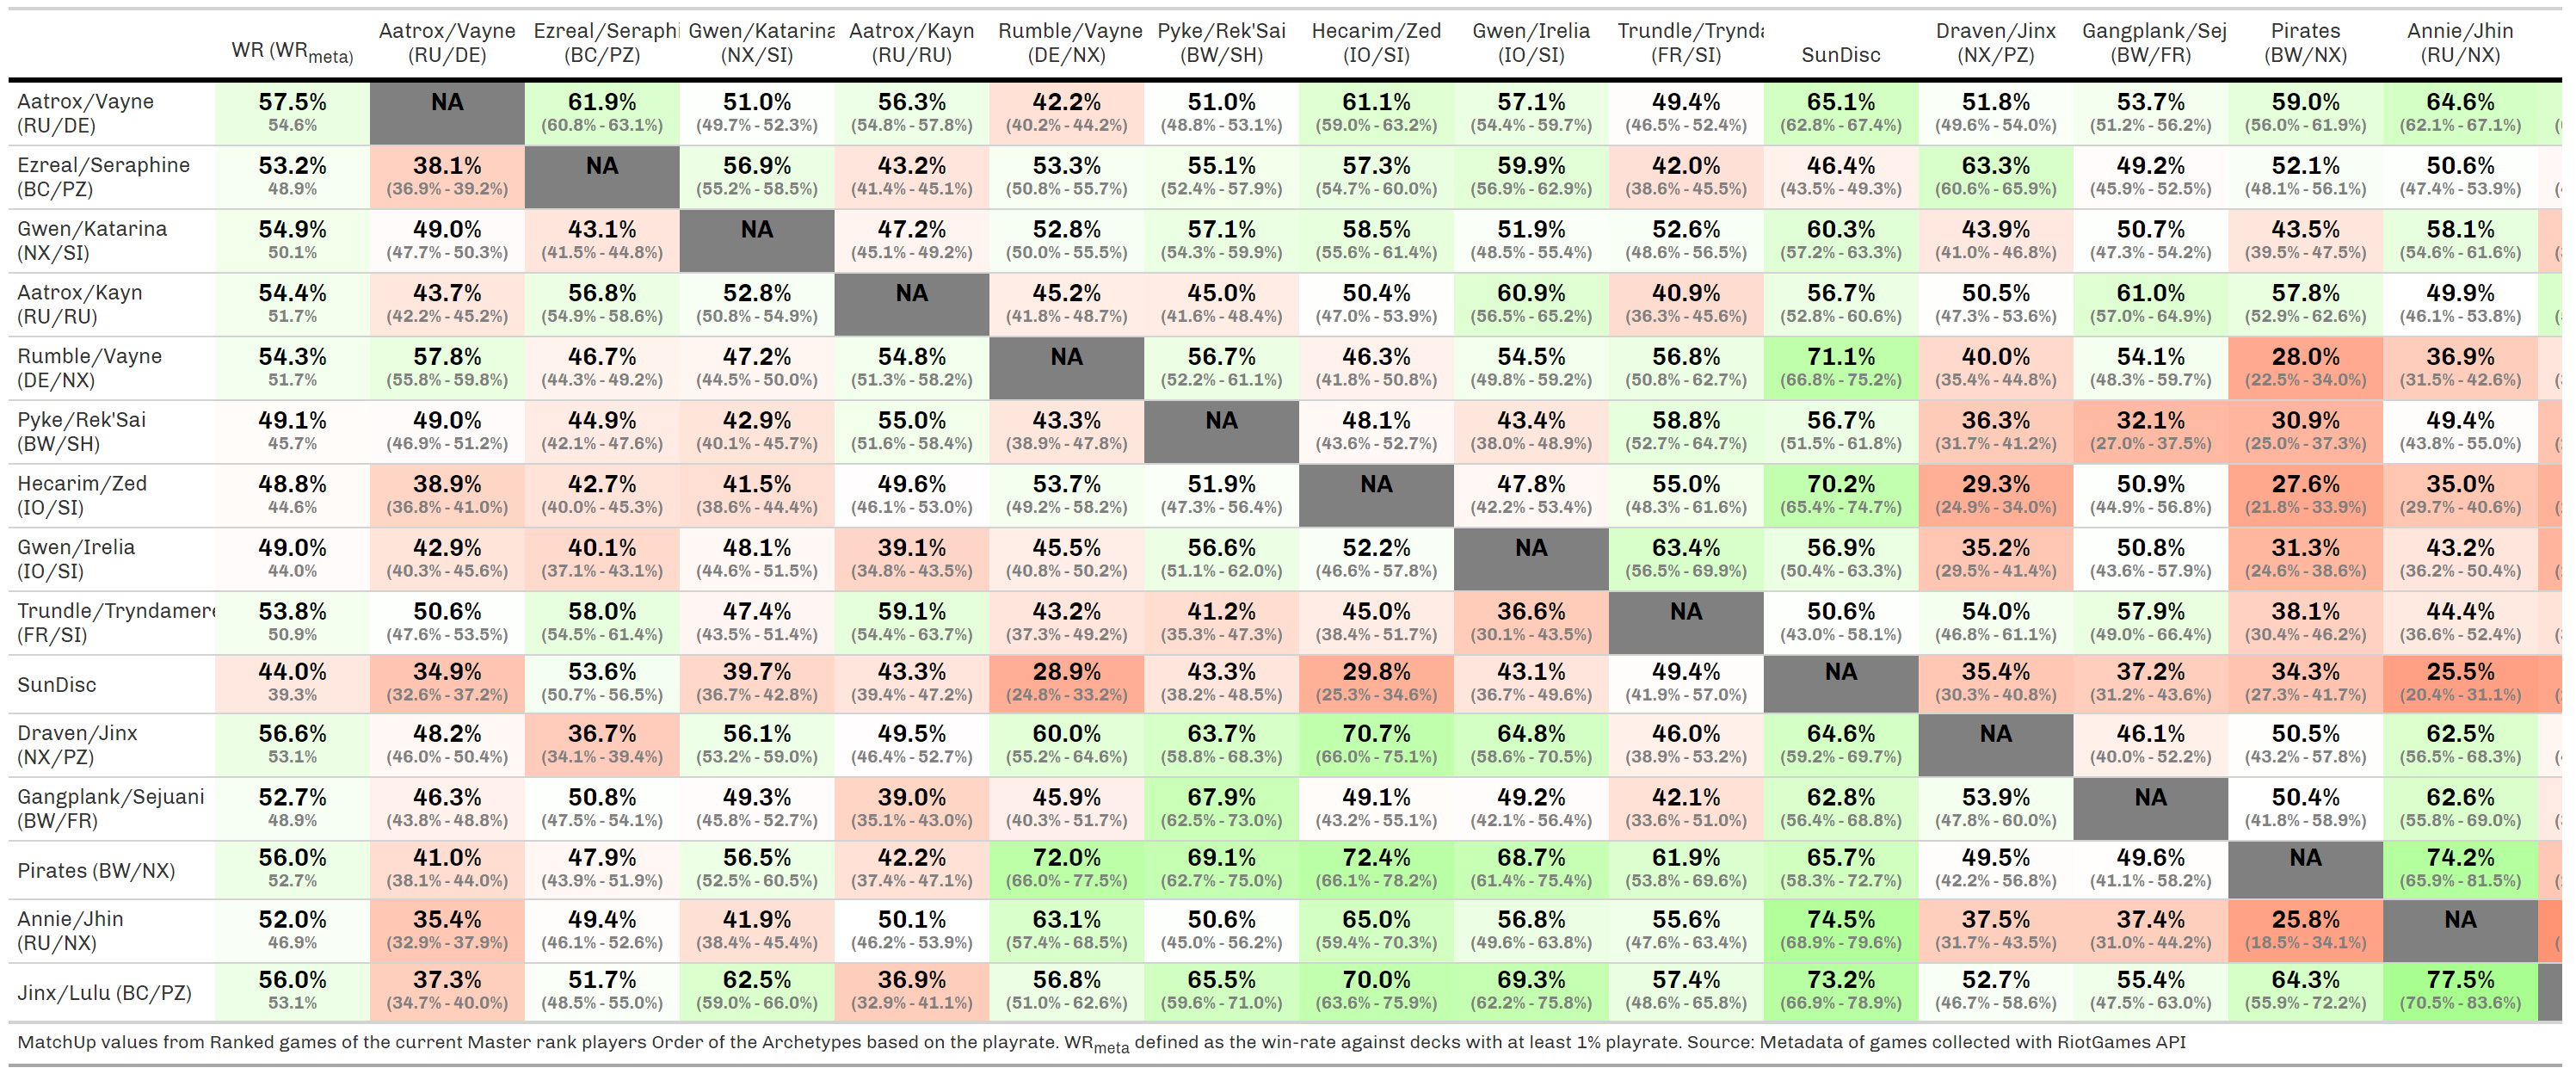 WR (WRmeta) Aatrox/Vayne (RU/DE) Ezreal/Seraphi (BC/PZ) Gwen/Katarina (NX/SI) Aatrox/Kayn (RU/RU) Rumble/Vayne (DE/NX) Pyke/Rek'Sai (BW/SH) Hecarim/Zed (IO/SI) Gwen/Irelia (IO/SI) Trundle/Trynda (FR/SI) SunDisc Draven/Jinx (NX/PZ) Gangplank/Sej (BW/FR) Pirates (BW/NX) Annie/Jhin (RU/NX)
Aatrox/Vayne 57.5% NA 61.9% 51.0% 56.3% 42.2% 51.0% 61.1% 57.1% 49.4% 65.1% 51.8% 53.7% 59.0% 64.6%
(RU/DE) 54.6% (60.8% - 63.1%) (49.7% - 52.3%) (54.8% - 57.8%) (40.2% - 44.2%) (48.8% - 53.1%) (59.0% - 63.2%) (54.4% - 59.7%) (46.5% - 52.4%) (62.8% - 67.4%) (49.6% - 54.0%) (51.2% - 56.2%) (56.0% - 61.9%) (62.1% - 67.1%)
Ezreal/Seraphine 53.2% 38.1% NA 56.9% 43.2% 53.3% 55.1% 57.3% 59.9% 42.0% 46.4% 63.3% 49.2% 52.1% 50.6%
(BC/PZ) 48.9% (36.9% - 39.2%) (55.2% - 58.5%) (41.4% - 45.1%) (50.8% - 55.7%) (52.4% - 57.9%) (54.7% - 60.0%) (56.9% - 62.9%) (38.6% - 45.5%) (43.5% - 49.3%) (60.6% - 65.9%) (45.9% - 52.5%) (48.1% - 56.1%) (47.4% - 53.9%)
Gwen/Katarina 54.9% 49.0% 43.1% NA 47.2% 52.8% 57.1% 58.5% 51.9% 52.6% 60.3% 43.9% 50.7% 43.5% 58.1%
(NX/SI) 50.1% (47.7% - 50.3%) (41.5% - 44.8%) (45.1% - 49.2%) (50.0% - 55.5%) (54.3% - 59.9%) (55.6% - 61.4%) (48.5% - 55.4%) (48.6% - 56.5%) (57.2% - 63.3%) (41.0% - 46.8%) (47.3% - 54.2%) (39.5% - 47.5%) (54.6% - 61.6%)
Aatrox/Kayn 54.4% 43.7% 56.8% 52.8% NA 45.2% 45.0% 50.4% 60.9% 40.9% 56.7% 50.5% 61.0% 57.8% 49.9%
(RU/RU) 51.7% (42.2% - 45.2%) (54.9% - 58.6%) (50.8% - 54.9%) (41.8% - 48.7%) (41.6% - 48.4%) (47.0% - 53.9%) (56.5% - 65.2%) (36.3% - 45.6%) (52.8% - 60.6%) (47.3% - 53.6%) (57.0% - 64.9%) (52.9% - 62.6%) (46.1% - 53.8%)
Rumble/Vayne 54.3% 57.8% 46.7% 47.2% 54.8% NA 56.7% 46.3% 54.5% 56.8% 71.1% 40.0% 54.1% 28.0% 36.9%
(DE/NX) 51.7% (55.8% - 59.8%) (44.3% - 49.2%) (44.5% - 50.0%) (51.3% - 58.2%) (52.2% - 61.1%) (41.8% - 50.8%) (49.8% - 59.2%) (50.8% - 62.7%) (66.8% - 75.2%) (35.4% - 44.8%) (48.3% - 59.7%) (22.5% - 34.0%) (31.5% - 42.6%)
Pyke/Rek'Sai 49.1% 49.0% 44.9% 42.9% 55.0% 43.3% NA 48.1% 43.4% 58.8% 56.7% 36.3% 32.1% 30.9% 49.4%
(BW/SH) 45.7% (46.9% - 51.2%) (42.1% - 47.6%) (40.1% - 45.7%) (51.6% - 58.4%) (38.9% - 47.8%) (43.6% - 52.7%) (38.0% - 48.9%) (52.7% - 64.7%) (51.5% - 61.8%) (31.7% - 41.2%) (27.0% - 37.5%) (25.0% - 37.3%) (43.8% - 55.0%)
Hecarim/Zed 48.8% 38.9% 42.7% 41.5% 49.6% 53.7% 51.9% NA 47.8% 55.0% 70.2% 29.3% 50.9% 27.6% 35.0%
(IO/SI) 44.6% (36.8% - 41.0%) (40.0% - 45.3%) (38.6% - 44.4%) (46.1% - 53.0%) (49.2% - 58.2%) (47.3% - 56.4%) (42.2% - 53.4%) (48.3% - 61.6%) (65.4% - 74.7%) (24.9% - 34.0%) (44.9% - 56.8%) (21.8% - 33.9%) (29.7% - 40.6%)
Gwen/Irelia 49.0% 42.9% 40.1% 48.1% 39.1% 45.5% 56.6% 52.2% NA 63.4% 56.9% 35.2% 50.8% 31.3% 43.2%
(IO/SI) 44.0% (40.3% - 45.6%) (37.1% - 43.1%) (44.6% - 51.5%) (34.8% - 43.5%) (40.8% - 50.2%) (51.1% - 62.0%) (46.6% - 57.8%) (56.5% - 69.9%) (50.4% - 63.3%) (29.5% - 41.4%) (43.6% - 57.9%) (24.6% - 38.6%) (36.2% - 50.4%)
Trundle/Tryndamere 53.8% 50.6% 58.0% 47.4% 59.1% 43.2% 41.2% 45.0% 36.6% NA 50.6% 54.0% 57.9% 38.1% 44.4%
(FR/SI) 50.9% (47.6% - 53.5%) (54.5% - 61.4%) (43.5% - 51.4%) (54.4% - 63.7%) (37.3% - 49.2%) (35.3% - 47.3%) (38.4% - 51.7%) (30.1% - 43.5%) (43.0% - 58.1%) (46.8% - 61.1%) (49.0% - 66.4%) (30.4% - 46.2%) (36.6% - 52.4%)
SunDisc 44.0% 34.9% 53.6% 39.7% 43.3% 28.9% 43.3% 29.8% 43.1% 49.4% NA 35.4% 37.2% 34.3% 25.5%
39.3% (32.6% - 37.2%) (50.7% - 56.5%) (36.7% - 42.8%) (39.4% - 47.2%) (24.8% - 33.2%) (38.2% - 48.5%) (25.3% - 34.6%) (36.7% - 49.6%) (41.9% - 57.0%) (30.3% - 40.8%) (31.2% - 43.6%) (27.3% - 41.7%) (20.4% - 31.1%)
Draven/Jinx 56.6% 48.2% 36.7% 56.1% 49.5% 60.0% 63.7% 70.7% 64.8% 46.0% 64.6% NA 46.1% 50.5% 62.5%
(NX/PZ) 53.1% (46.0% - 50.4%) (34.1% - 39.4%) (53.2% - 59.0%) (46.4% - 52.7%) (55.2% - 64.6%) (58.8% - 68.3%) (66.0% - 75.1%) (58.6% - 70.5%) (38.9% - 53.2%) (59.2% - 69.7%) (40.0% - 52.2%) (43.2% - 57.8%) (56.5% - 68.3%)
Gangplank/Sejuani 52.7% 46.3% 50.8% 49.3% 39.0% 45.9% 67.9% 49.1% 49.2% 42.1% 62.8% 53.9% NA 50.4% 62.6%
(BW/FR) 48.9% (43.8% - 48.8%) (47.5% - 54.1%) (45.8% - 52.7%) (35.1% - 43.0%) (40.3% - 51.7%) (62.5% - 73.0%) (43.2% - 55.1%) (42.1% - 56.4%) (33.6% - 51.0%) (56.4% - 68.8%) (47.8% - 60.0%) (41.8% - 58.9%) (55.8% - 69.0%)
Pirates (BW/NX) 56.0% 41.0% 47.9% 56.5% 42.2% 72.0% 69.1% 72.4% 68.7% 61.9% 65.7% 49.5% 49.6% NA 74.2%
52.7% (38.1% - 44.0%) (43.9% - 51.9%) (52.5% - 60.5%) (37.4% - 47.1%) (66.0% - 77.5%) (62.7% - 75.0%) (66.1% - 78.2%) (61.4% - 75.4%) (53.8% - 69.6%) (58.3% - 72.7%) (42.2% - 56.8%) (41.1% - 58.2%) (65.9% - 81.5%)
Annie/Jhin 52.0% 35.4% 49.4% 41.9% 50.1% 63.1% 50.6% 65.0% 56.8% 55.6% 74.5% 37.5% 37.4% 25.8% NA
(RU/NX) 46.9% (32.9% - 37.9%) (46.1% - 52.6%) (38.4% - 45.4%) (46.2% - 53.9%) (57.4% - 68.5%) (45.0% - 56.2%) (59.4% - 70.3%) (49.6% - 63.8%) (47.6% - 63.4%) (68.9% - 79.6%) (31.7% - 43.5%) (31.0% - 44.2%) (18.5% - 34.1%)
Jinx/Lulu (BC/PZ) 56.0% 37.3% 51.7% 62.5% 36.9% 56.8% 65.5% 70.0% 69.3% 57.4% 73.2% 52.7% 55.4% 64.3% 77.5%
53.1% (34.7% - 40.0%) (48.5% - 55.0%) (59.0% - 66.0%) (32.9% - 41.1%) (51.0% - 62.6%) (59.6% - 71.0%) (63.6% - 75.9%) (62.2% - 75.8%) (48.6% - 65.8%) (66.9% - 78.9%) (46.7% - 58.6%) (47.5% - 63.0%) (55.9% - 72.2%) (70.5% - 83.6%)
MatchUp values from Ranked games of the current Master rank players Order of the Archetypes based on the playrate. WRmeta defined as the win-rate against decks with at least 1% playrate. Source: Metadata of games collected with RiotGames API